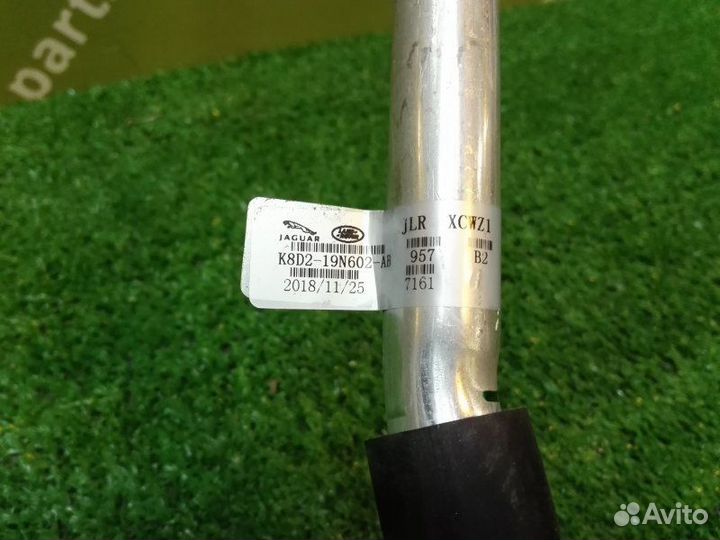 part
JAGUAR
K8D2-19N602-AB
2018/11/25
jLR XCWZ1
957 B2
7161
Avito